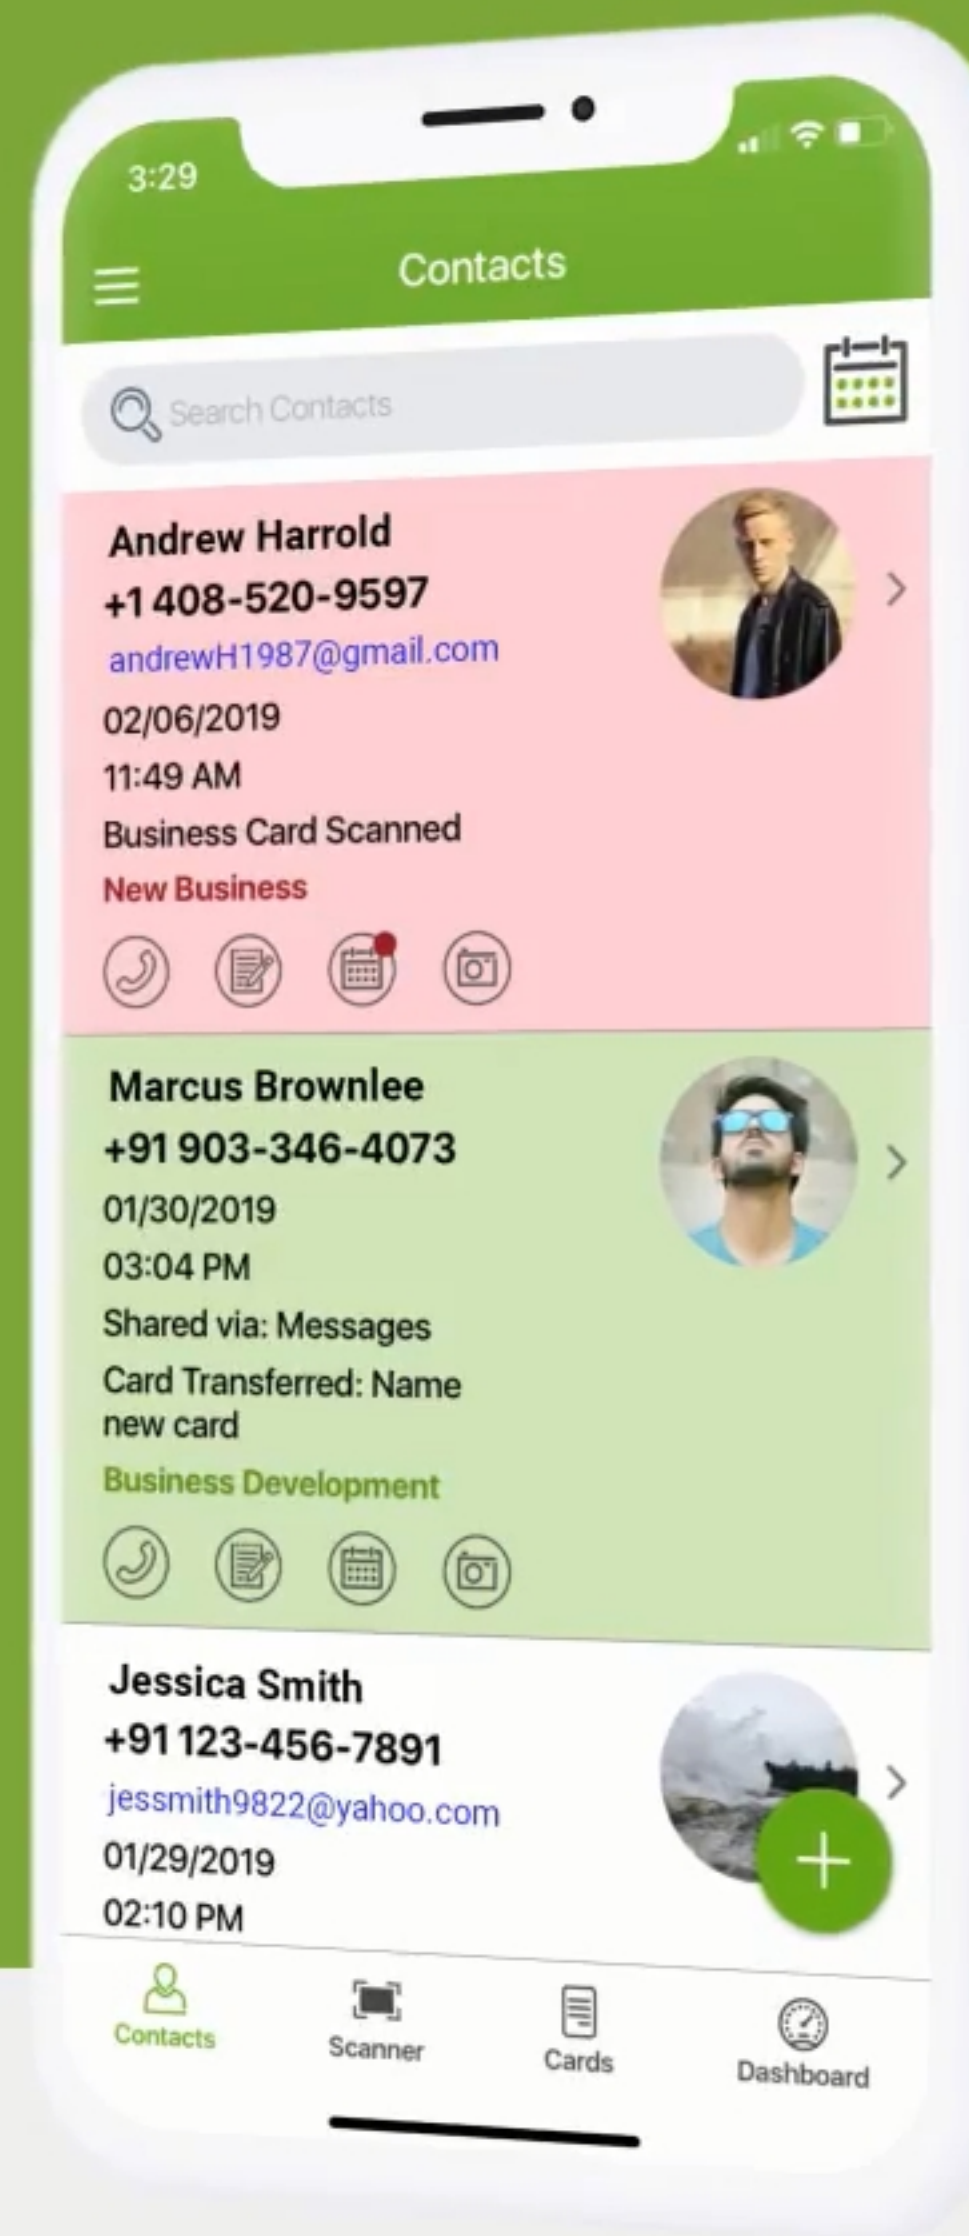 3:29
Contacts
Search Contacts
Andrew Harrold
+1 408-520-9597
andrewH1987@gmail.com
02/06/2019
11:49 AM
Business Card Scanned
New Business
Marcus Brownlee
+91 903-346-4073
01/30/2019
03:04 PM
Shared via: Messages
Card Transferred: Name
new card
Business Development
Jessica Smith
+91 123-456-7891
jessmith9822@yahoo.com
01/29/2019
02:10 PM
Contacts
Scanner
Cards
Dashboard